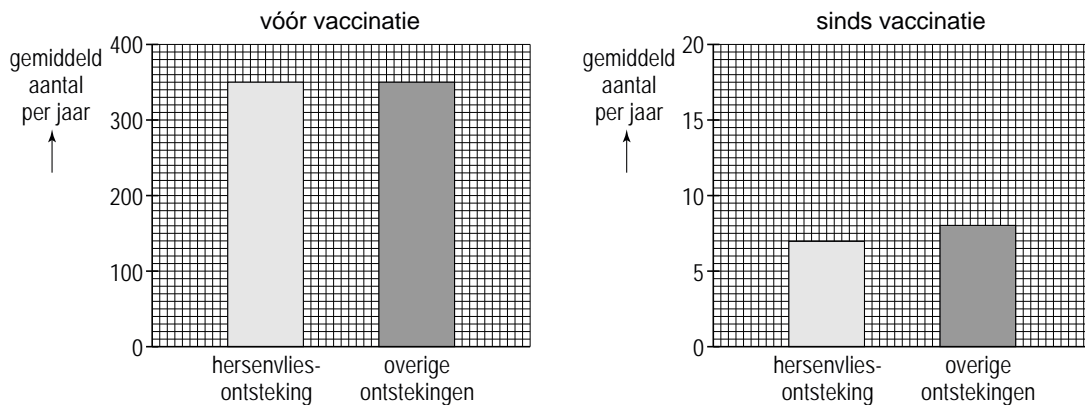 vóór vaccinatie
gemiddeld
aantal
per jaar
400
300
200
100
0
hersenvlies-
ontsteking
overige
ontstekingen
sinds vaccinatie
gemiddeld
aantal
per jaar
20
15
10
5
0
hersenvlies-
ontsteking
overige
ontstekingen